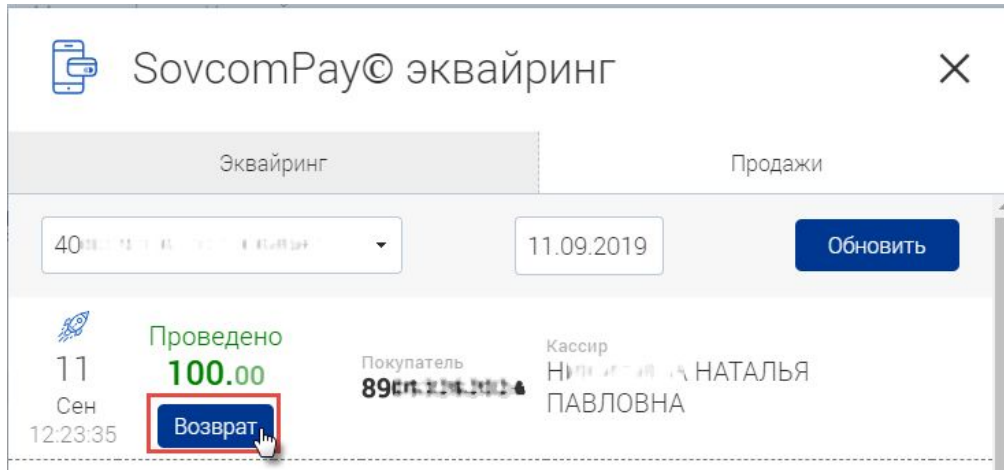 SovcomPay© эквайринг
Эквайринг
Продажи
11.09.2019
Обновить
11
Сен
12:23:35
Проведено
100.00
Возврат
Покупатель
Кассир
НАТАЛЬЯ
ПАВЛОВНА